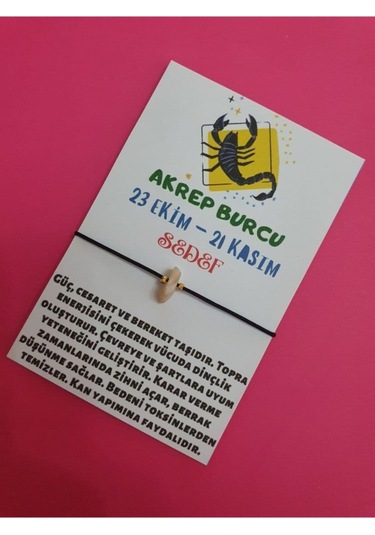 AKREP BURCU
23 EKİM – 21 KASIM
SEDEF
Güç, cesaret ve bereket taşıdır. Topra
enerjisini çekerek vücuda dinçlik
oluşturur. Çevreye ve şartlara uyum
yeteneğini geliştirir. Karar verme
zamanlarında zihni açar, berrak
düşünme sağlar. Bedeni toksinlerden
temizler. Kan yapımına faydalıdır.